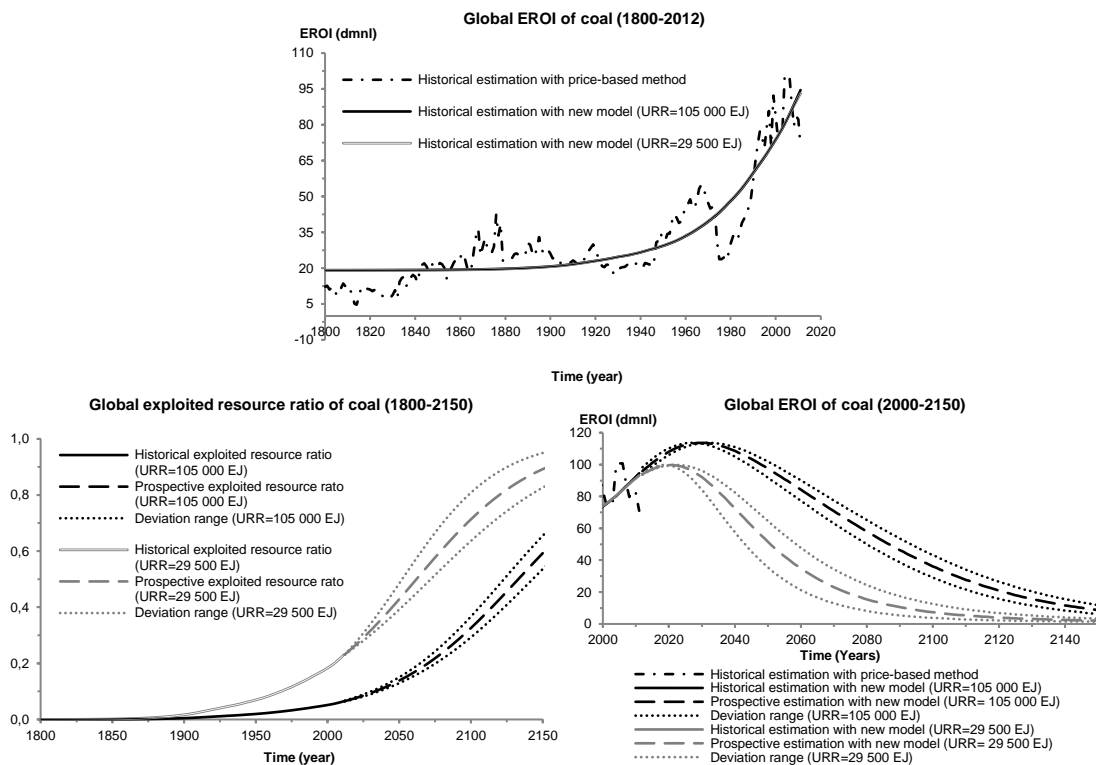 Global EROI of coal (1800-2012)
EROI (dmnl)
110
95
80
65
50
35
20
5
-10
Historical estimation with price-based method
Historical estimation with new model (URR=105 000 EJ)
Historical estimation with new model (URR=29 500 EJ)
1800 1820 1840 1860 1880 1900 1920 1940 1960 1980 2000 2020
Time (year)
Global exploited resource ratio of coal (1800-2150)
1,0
0,8
0,6
0,4
0,2
0,0
Historical exploited resource ratio
(URR=105 000 EJ)
Prospective exploited resource ratio
(URR=105 000 EJ)
Deviation range (URR=105 000 EJ)
Historical exploited resource ratio
(URR=29 500 EJ)
Prospective exploited resource ratio
(URR=29 500 EJ)
Deviation range (URR=29 500 EJ)
1800 1850 1900 1950 2000 2050 2100 2150
Time (year)
Global EROI of coal (2000-2150)
EROI (dmnl)
120
100
80
60
40
20
0
2000 2020 2040 2060 2080 2100 2120 2140
Time (Years)
Historical estimation with price-based method
Historical estimation with new model (URR=105 000 EJ)
Prospective estimation with new model (URR= 105 000 EJ)
Deviation range (URR=105 000 EJ)
Historical estimation with new model (URR=29 500 EJ)
Prospective estimation with new model (URR= 29 500 EJ)
Deviation range (URR=29 500 EJ)